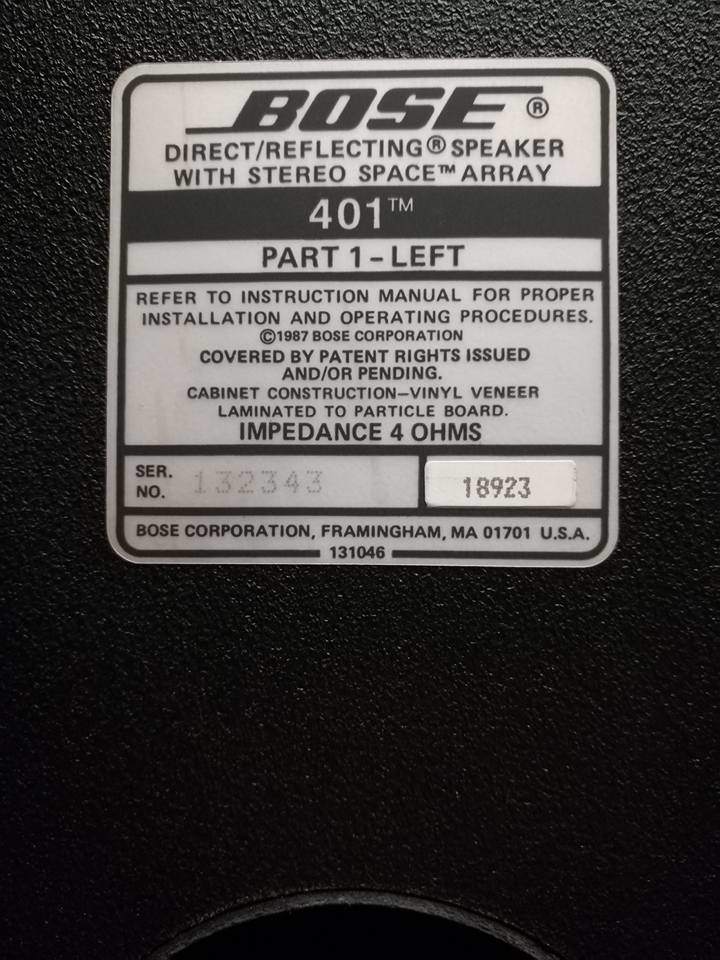 BOSE®
DIRECT/REFLECTING® SPEAKER
WITH STEREO SPACE™ ARRAY
401™
PART 1-LEFT
REFER TO INSTRUCTION MANUAL FOR PROPER
INSTALLATION AND OPERATING PROCEDURES.
©1987 BOSE CORPORATION
COVERED BY PATENT RIGHTS ISSUED
AND/OR PENDING.
CABINET CONSTRUCTION—VINYL VENEER
LAMINATED TO PARTICLE BOARD.
IMPEDANCE 4 OHMS
SER. NO. 132343 18923
BOSE CORPORATION, FRAMINGHAM, MA 01701 U.S.A.
131046